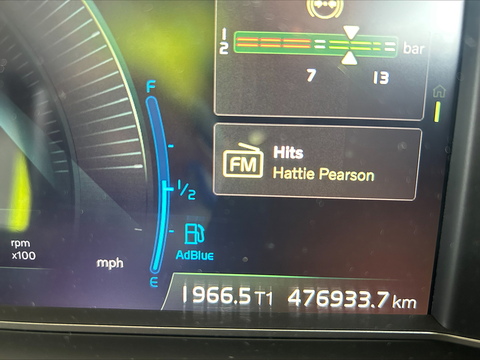 1
2
bar
7 13
F
Hits
FM
Hattie Pearson
1/2
rpm
x100
mph
AdBlue
E
1966.5 T1 476933.7 km